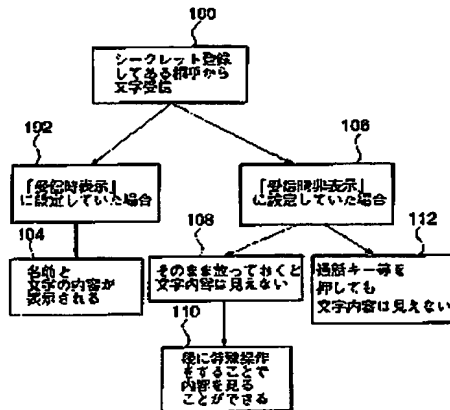 100
シークレット登録
してある相手から
文字受信
102
106
『受信時表示』
に設定していた場合
『受信時非表示』
に設定していた場合
104
108
112
名前と
文字の内容が
表示される
そのまま放っておくと
文字内容は見えない
通話キー等を
押しても
文字内容は見えない
110
後に特殊操作
をすることで
内容を見る
ことができる